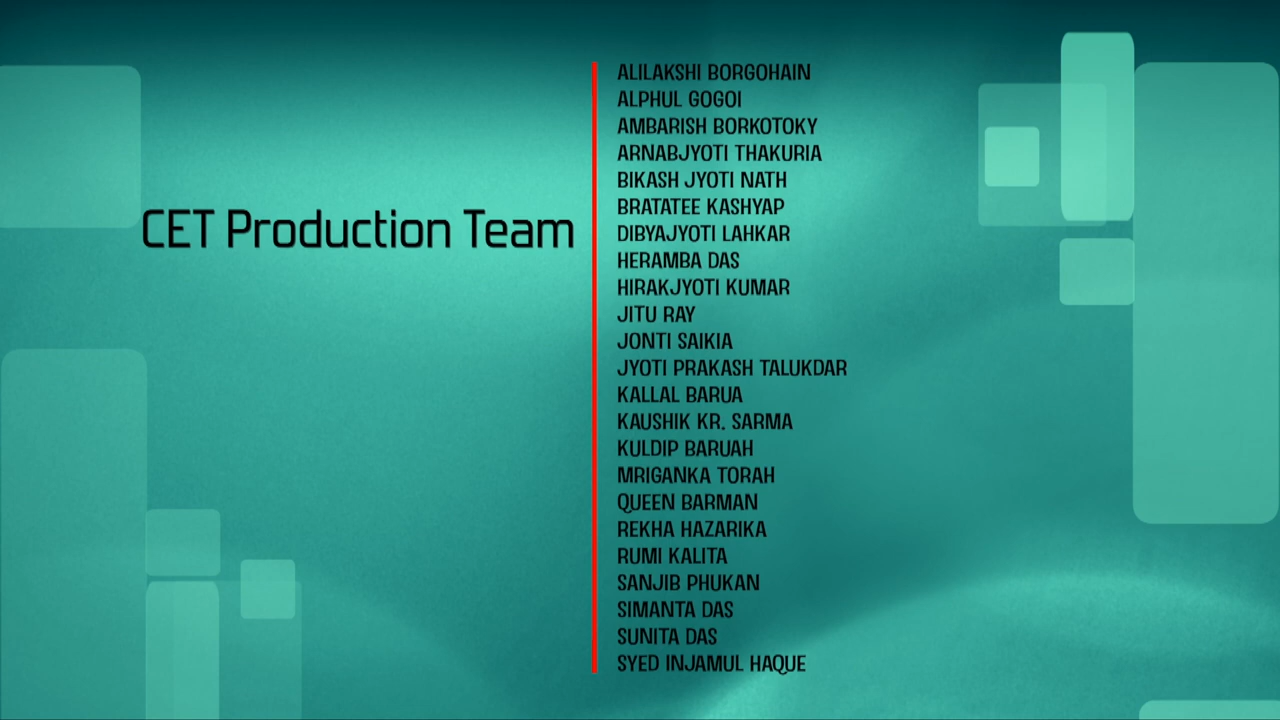 CET Production Team
ALILAKSHI BORGOHAIN
ALPHUL GOGOI
AMBARISH BORKOTOKY
ARNABJYOTI THAKURIA
BIKASH JYOTI NATH
BRATATEE KASHYAP
DIBYAJYOTI LAHKAR
HERAMBA DAS
HIRAKJYOTI KUMAR
JITU RAY
JONTI SAIKIA
JYOTI PRAKASH TALUKDAR
KALLAL BARUA
KAUSHIK KR. SARMA
KULDIP BARUAH
MRIGANKA TORAH
QUEEN BARMAN
REKHA HAZARIKA
RUMI KALITA
SANJIB PHUKAN
SIMANTA DAS
SUNITA DAS
SYED INJAMUL HAQUE